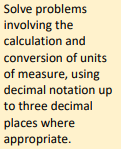 Solve problems
involving the
calculation and
conversion of units
of measure, using
decimal notation up
to three decimal
places where
appropriate.